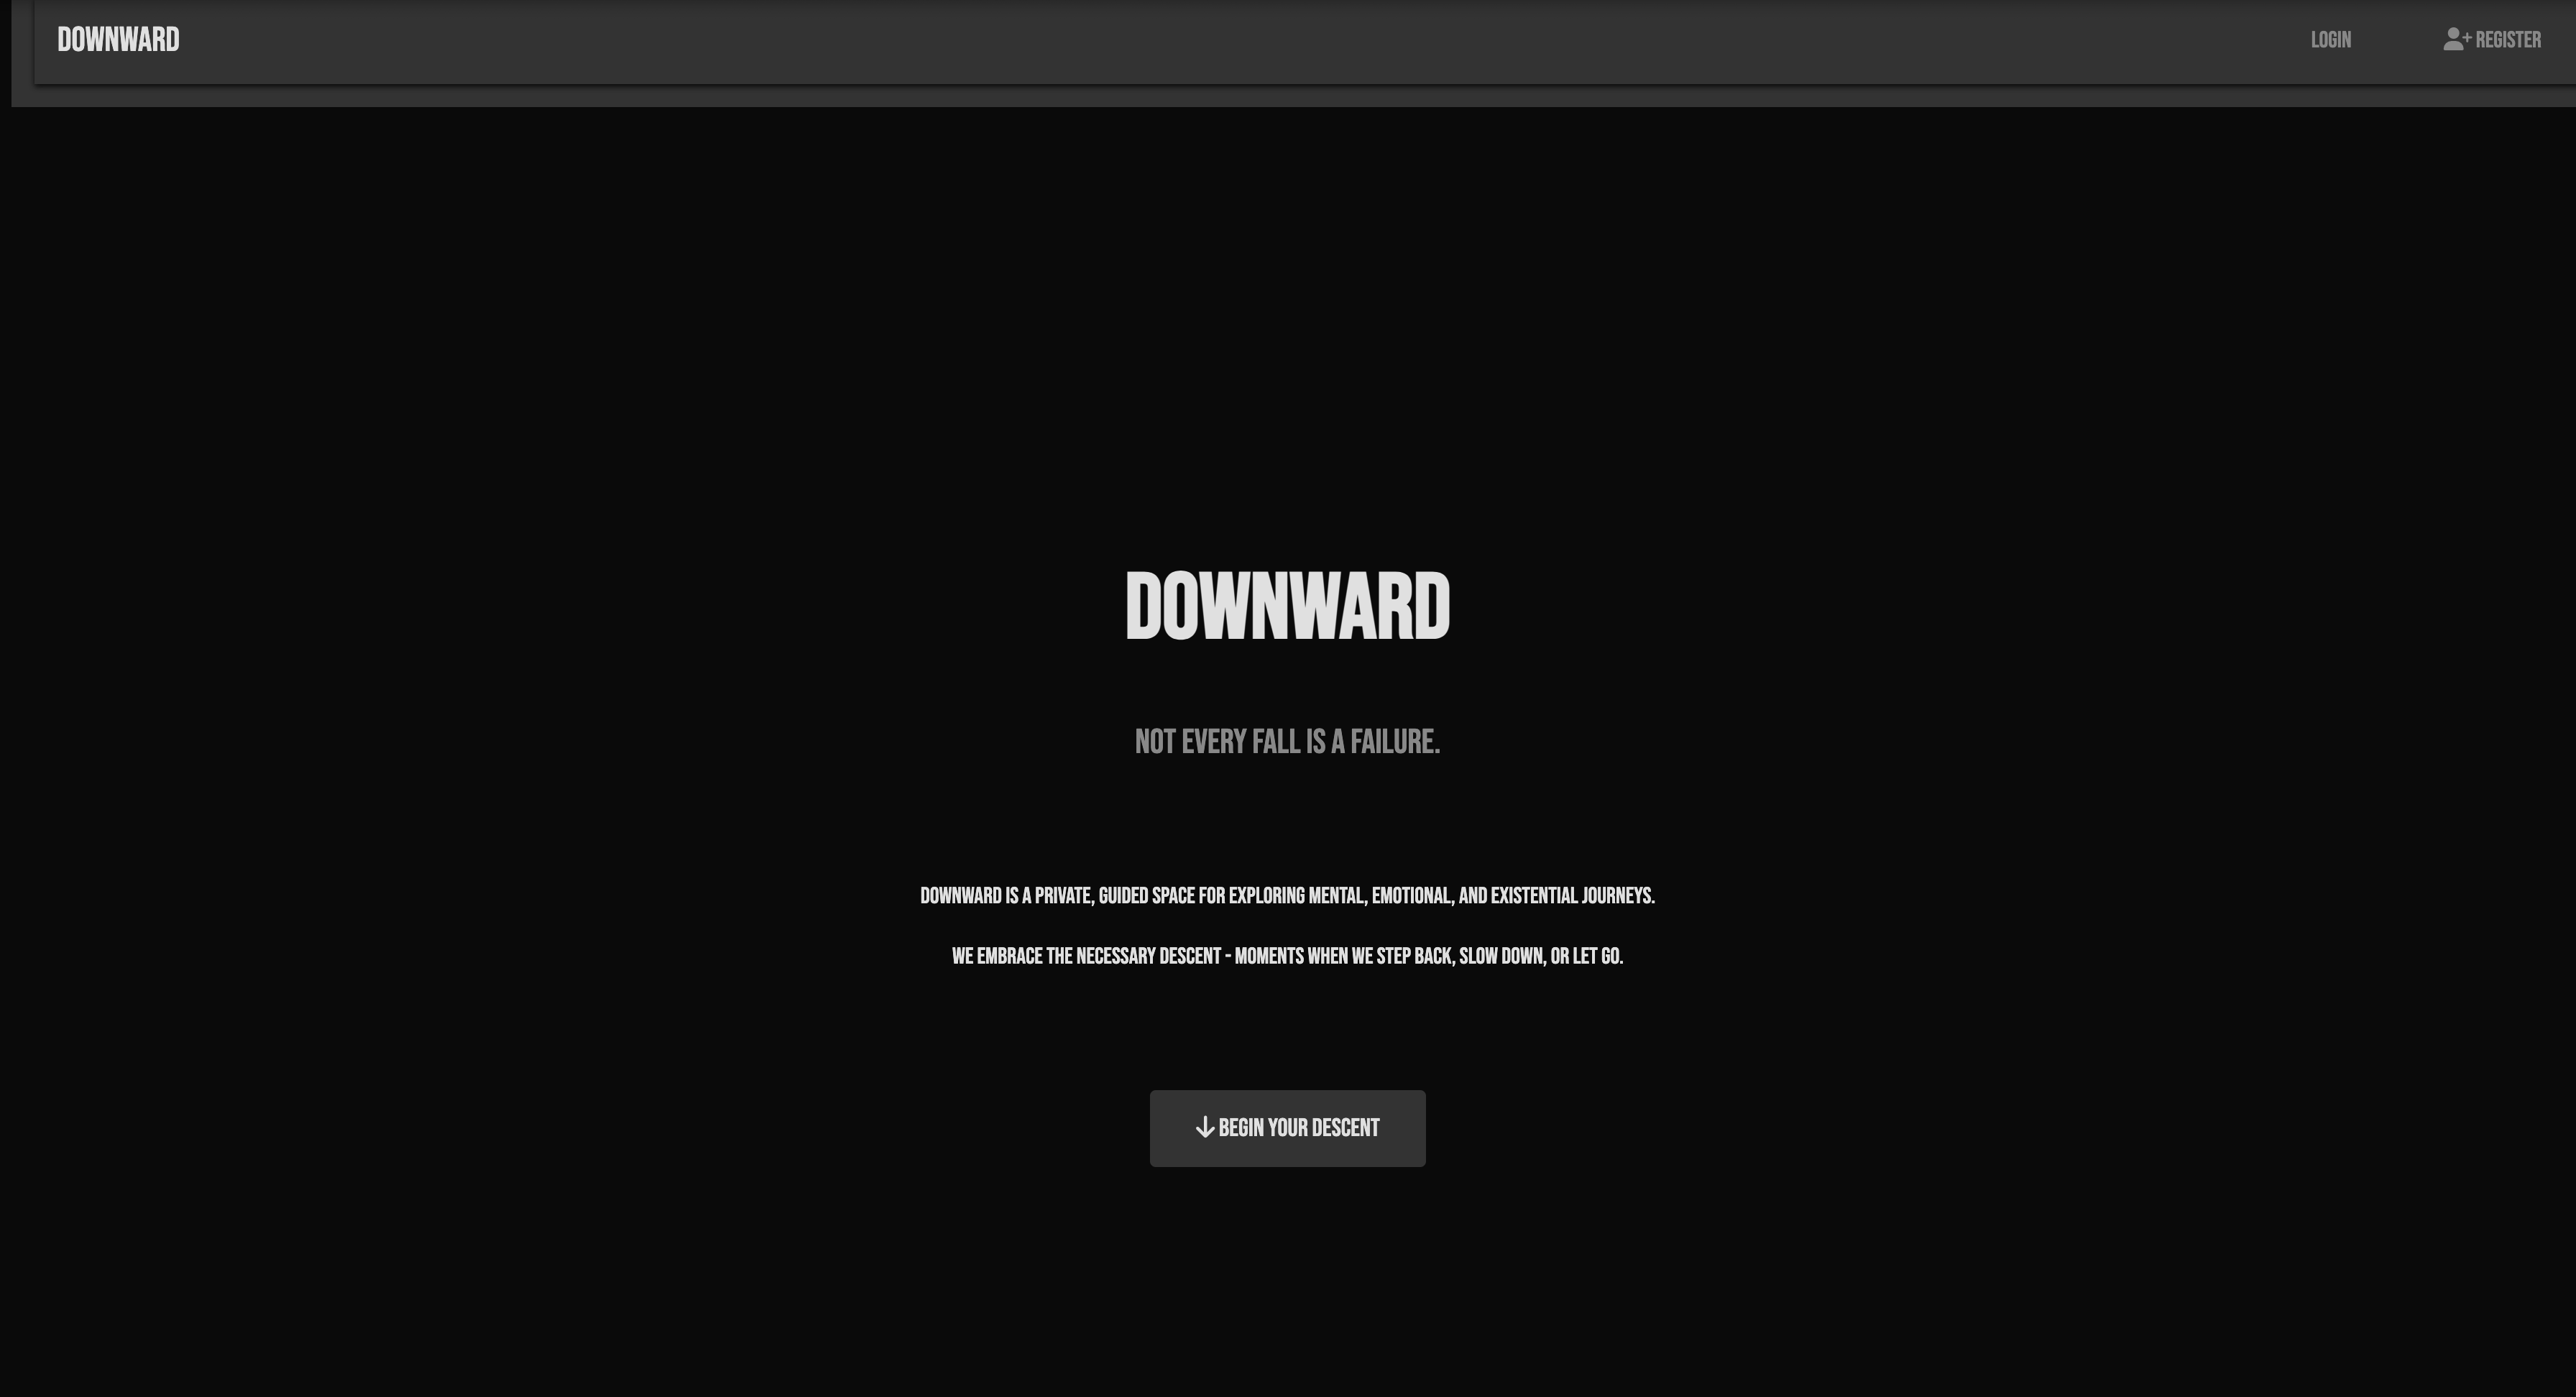 DOWNWARD
LOGIN
REGISTER
DOWNWARD
NOT EVERY FALL IS A FAILURE.
DOWNWARD IS A PRIVATE, GUIDED SPACE FOR EXPLORING MENTAL, EMOTIONAL, AND EXISTENTIAL JOURNEYS.
WE EMBRACE THE NECESSARY DESCENT - MOMENTS WHEN WE STEP BACK, SLOW DOWN, OR LET GO.
BEGIN YOUR DESCENT